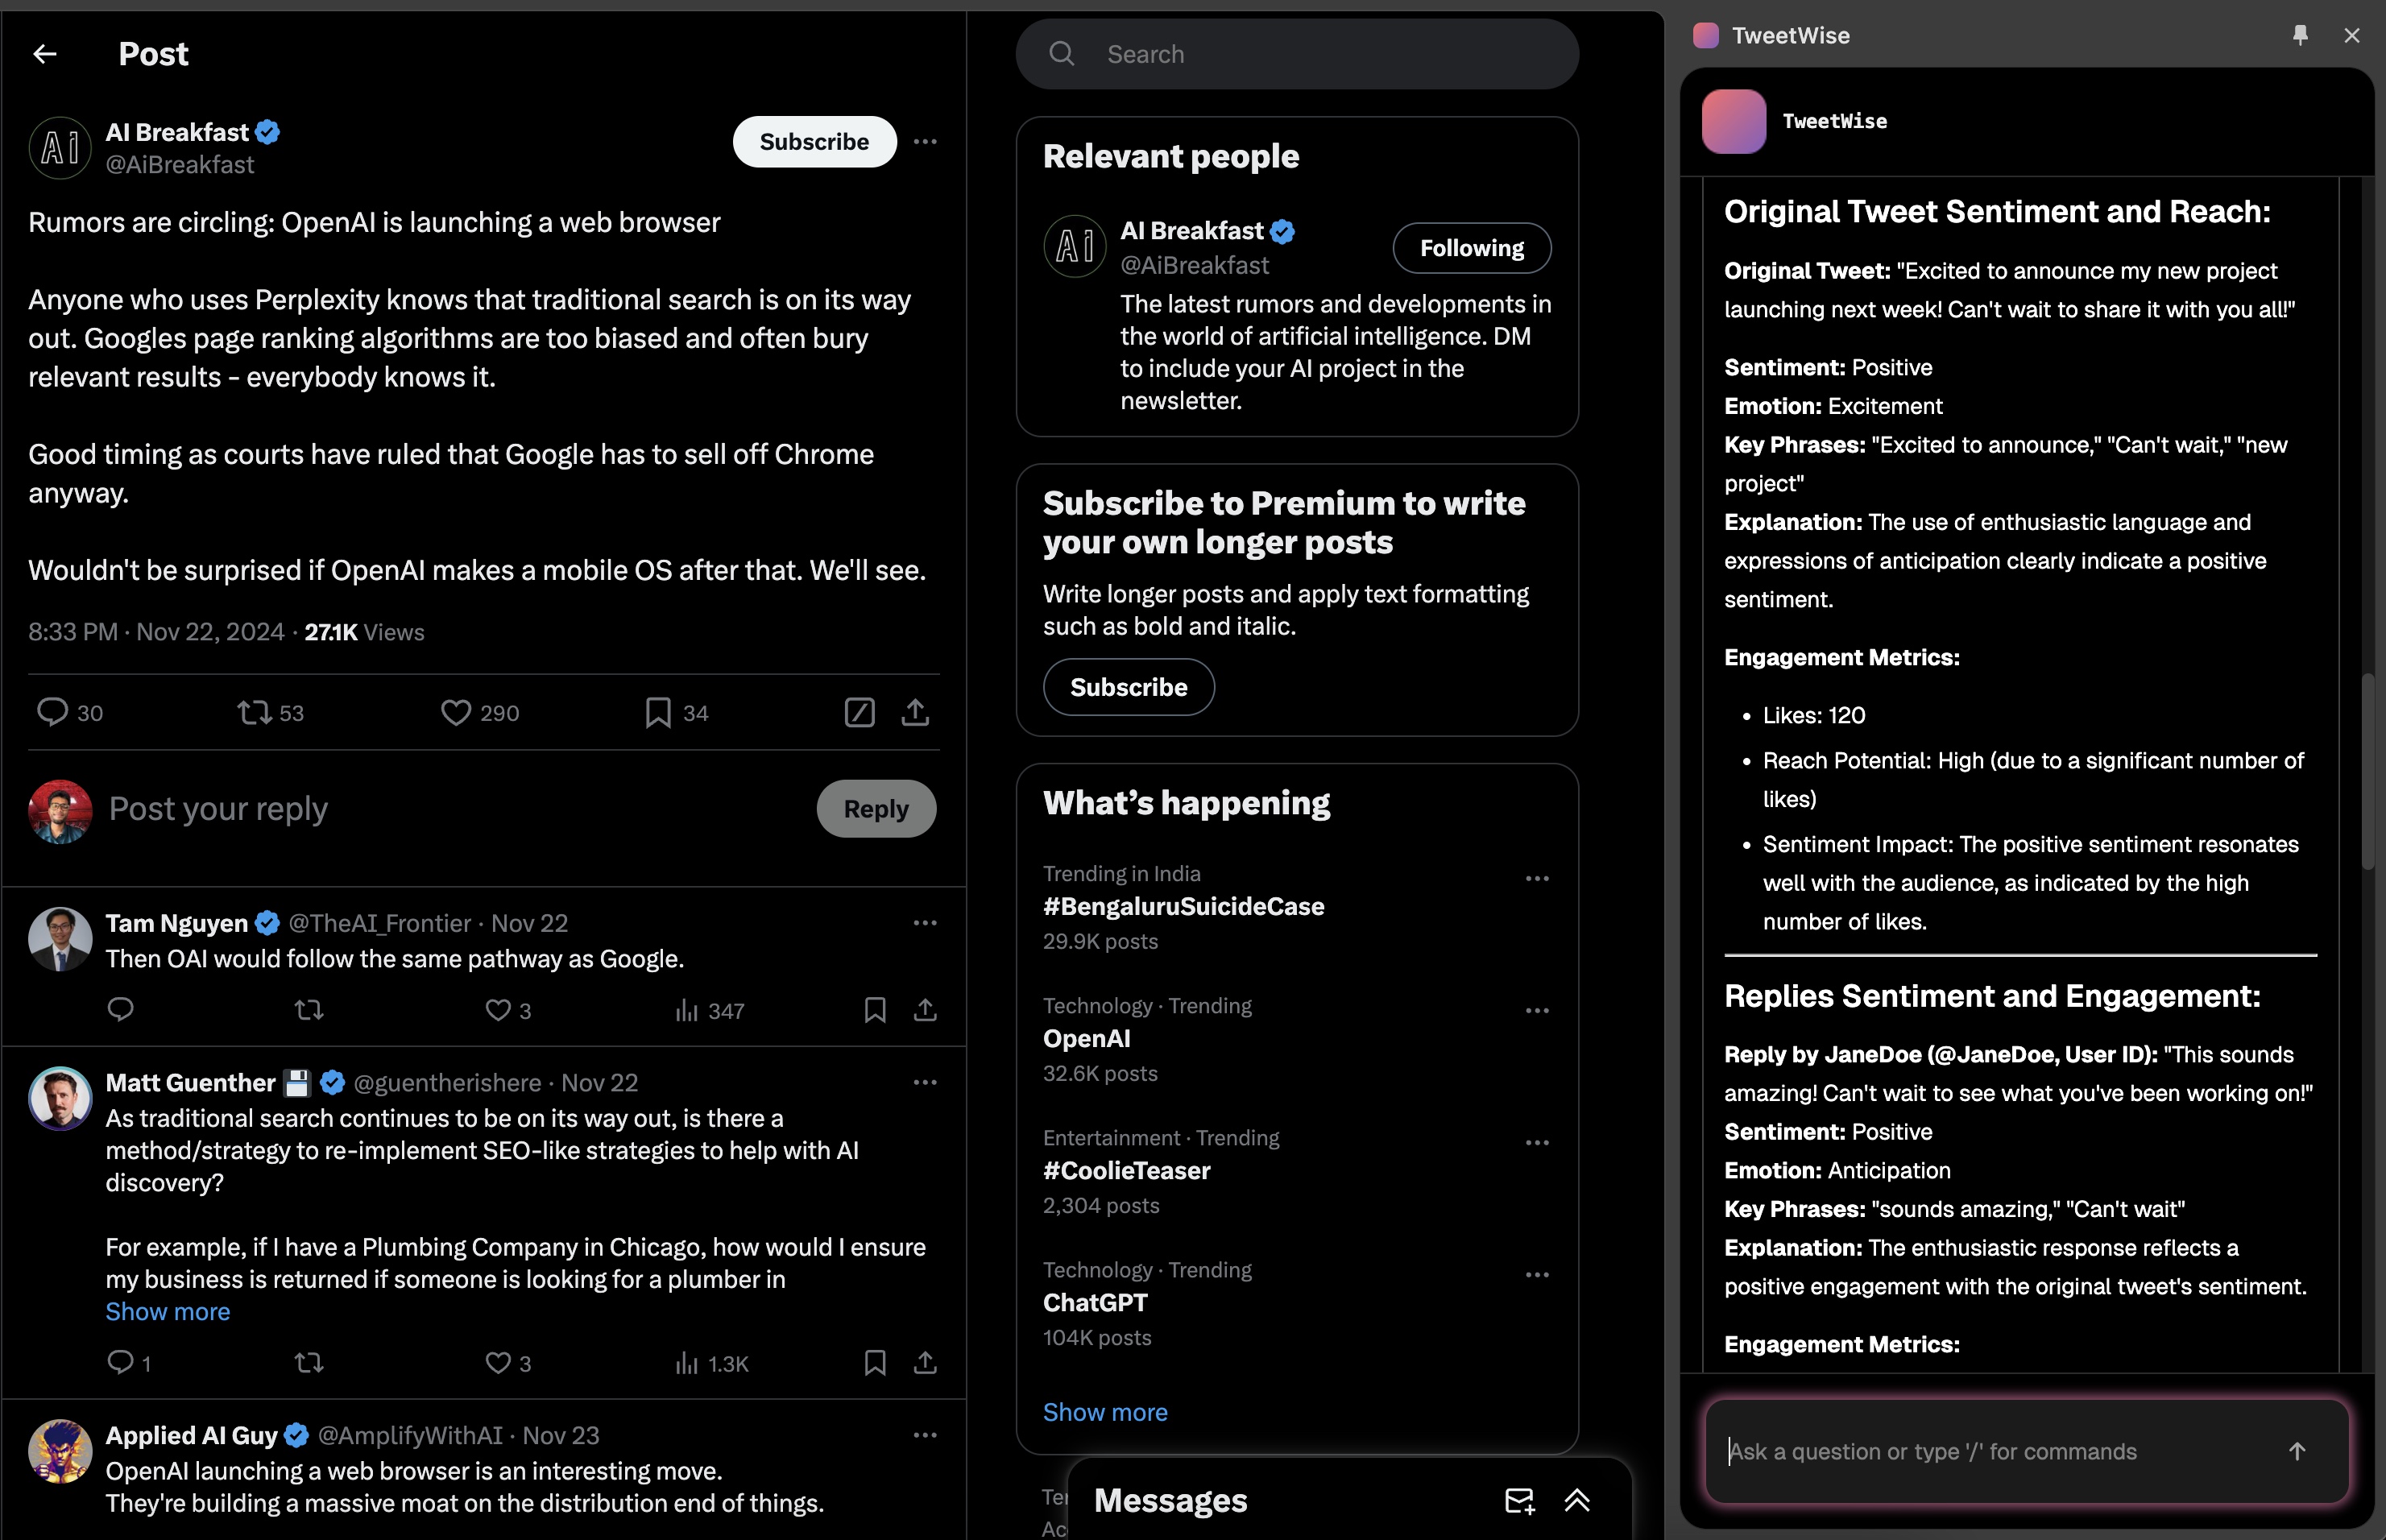 Post
Ai
AI Breakfast
@AiBreakfast
Subscribe
Rumors are circling: OpenAI is launching a web browser
Anyone who uses Perplexity knows that traditional search is on its way
out. Googles page ranking algorithms are too biased and often bury
relevant results - everybody knows it.
Good timing as courts have ruled that Google has to sell off Chrome
anyway.
Wouldn't be surprised if OpenAI makes a mobile OS after that. We'll see.
8:33 PM · Nov 22, 2024 · 27.1K Views
30 53 290 34
Post your reply
Reply
Tam Nguyen @TheAI_Frontier · Nov 22
Then OAI would follow the same pathway as Google.
3 347
Matt Guenther 💾 @guentherishere · Nov 22
As traditional search continues to be on its way out, is there a
method/strategy to re-implement SEO-like strategies to help with AI
discovery?
For example, if I have a Plumbing Company in Chicago, how would I ensure
my business is returned if someone is looking for a plumber in
Show more
1 3 1.3K
Applied AI Guy @AmplifyWithAI · Nov 23
OpenAI launching a web browser is an interesting move.
They're building a massive moat on the distribution end of things.
Search
Relevant people
Ai
AI Breakfast
@AiBreakfast
Following
The latest rumors and developments in
the world of artificial intelligence. DM
to include your AI project in the
newsletter.
Subscribe to Premium to write
your own longer posts
Write longer posts and apply text formatting
such as bold and italic.
Subscribe
What's happening
Trending in India
#BengaluruSuicideCase
29.9K posts
Technology · Trending
OpenAI
32.6K posts
Entertainment · Trending
#CoolieTeaser
2,304 posts
Technology · Trending
ChatGPT
104K posts
Show more
Messages
TweetWise
TweetWise
Original Tweet Sentiment and Reach:
Original Tweet: "Excited to announce my new project
launching next week! Can't wait to share it with you all!"
Sentiment: Positive
Emotion: Excitement
Key Phrases: "Excited to announce," "Can't wait," "new
project"
Explanation: The use of enthusiastic language and
expressions of anticipation clearly indicate a positive
sentiment.
Engagement Metrics:
• Likes: 120
• Reach Potential: High (due to a significant number of
likes)
• Sentiment Impact: The positive sentiment resonates
well with the audience, as indicated by the high
number of likes.
Replies Sentiment and Engagement:
Reply by JaneDoe (@JaneDoe, User ID): "This sounds
amazing! Can't wait to see what you've been working on!"
Sentiment: Positive
Emotion: Anticipation
Key Phrases: "sounds amazing," "Can't wait"
Explanation: The enthusiastic response reflects a
positive engagement with the original tweet's sentiment.
Engagement Metrics:
Ask a question or type '/' for commands